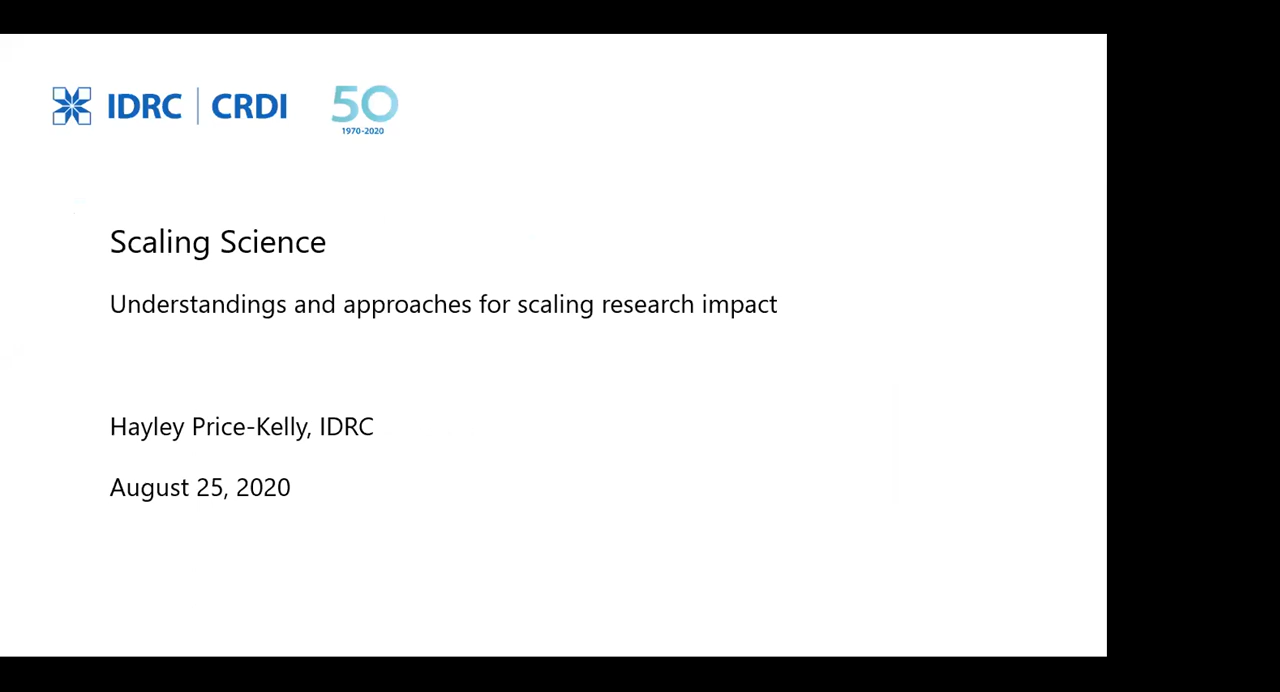 IDRC | CRDI
50
1970-2020
Scaling Science
Understandings and approaches for scaling research impact
Hayley Price-Kelly, IDRC
August 25, 2020